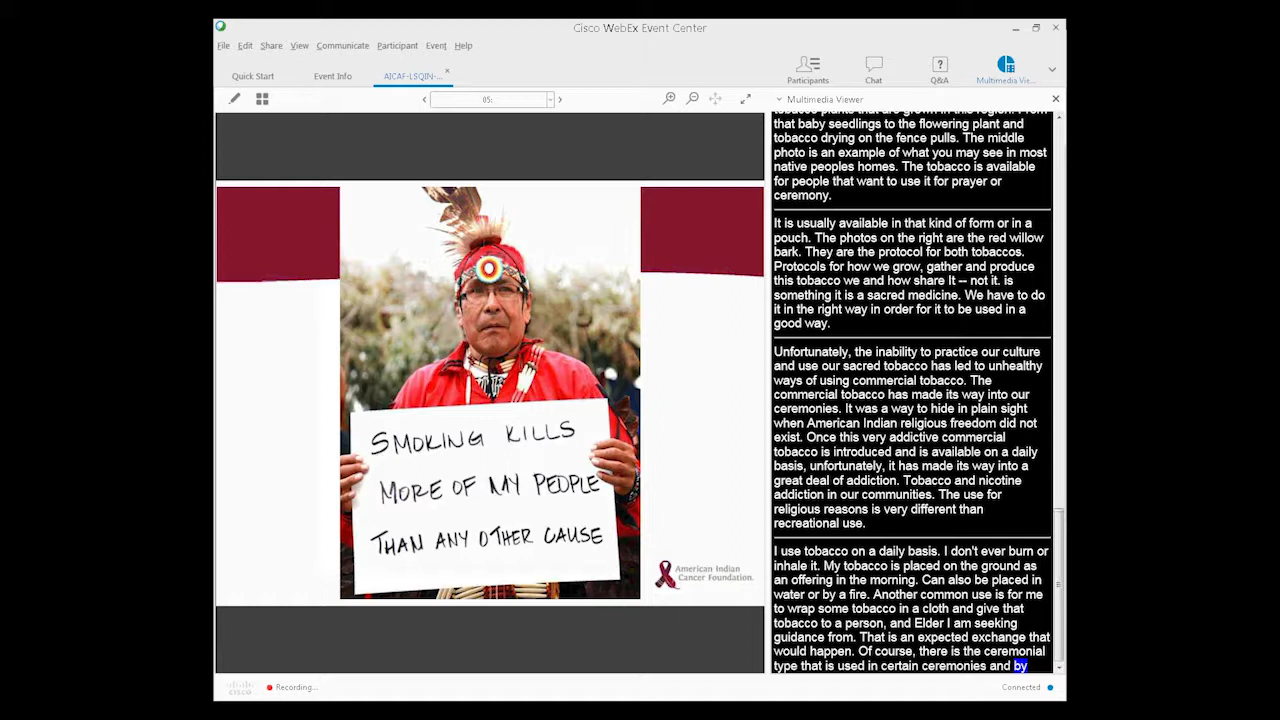 Cisco WebEx Event Center
File Edit Share View Communicate Participant Event Help
Quick Start Event Info AICAF-LSQIN-...
Participants Chat Q&A Multimedia Vie...
05:
Multimedia Viewer
SMOKING KILLS
MORE OF MY PEOPLE
THAN ANY OTHER CAUSE
American Indian
Cancer Foundation.
that baby seedlings to the flowering plant and
tobacco drying on the fence pulls. The middle
photo is an example of what you may see in most
native peoples homes. The tobacco is available
for people that want to use it for prayer or
ceremony.
It is usually available in that kind of form or in a
pouch. The photos on the right are the red willow
bark. They are the protocol for both tobaccos.
Protocols for how we grow, gather and produce
this tobacco we and how share It -- not it. is
something it is a sacred medicine. We have to do
it in the right way in order for it to be used in a
good way.
Unfortunately, the inability to practice our culture
and use our sacred tobacco has led to unhealthy
ways of using commercial tobacco. The
commercial tobacco has made its way into our
ceremonies. It was a way to hide in plain sight
when American Indian religious freedom did not
exist. Once this very addictive commercial
tobacco is introduced and is available on a daily
basis, unfortunately, it has made its way into a
great deal of addiction. Tobacco and nicotine
addiction in our communities. The use for
religious reasons is very different than
recreational use.
I use tobacco on a daily basis. I don't ever burn or
inhale it. My tobacco is placed on the ground as
an offering in the morning. Can also be placed in
water or by a fire. Another common use is for me
to wrap some tobacco in a cloth and give that
tobacco to a person, and Elder I am seeking
guidance from. That is an expected exchange that
would happen. Of course, there is the ceremonial
type that is used in certain ceremonies and by
cisco Recording... Connected